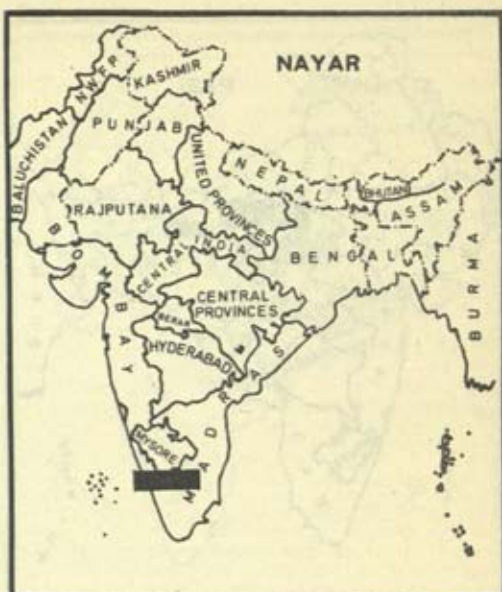 NAYAR
KASHMIR
NWFP
PUNJAB
BALUCHISTAN
UNITED PROVINCES
NEPAL
BHUTAN
ASSAM
RAJPUTANA
CENTRAL INDIA
BENGAL
BURMA
BOMBAY
CENTRAL PROVINCES
BERAR
HYDERABAD
MADRAS
MYSORE